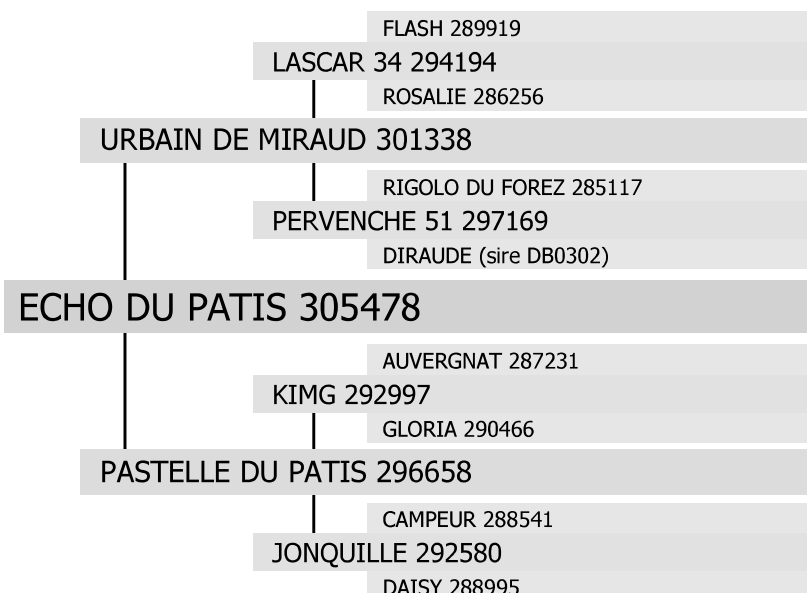 FLASH 289919
LASCAR 34 294194
ROSALIE 286256
URBAIN DE MIRAUD 301338
RIGOLO DU FOREZ 285117
PERVENCHE 51 297169
DIRAUDE (sire DB0302)
ECHO DU PATIS 305478
AUVERGNAT 287231
KIMG 292997
GLORIA 290466
PASTELLE DU PATIS 296658
CAMPEUR 288541
JONQUILLE 292580
DAISY 288995